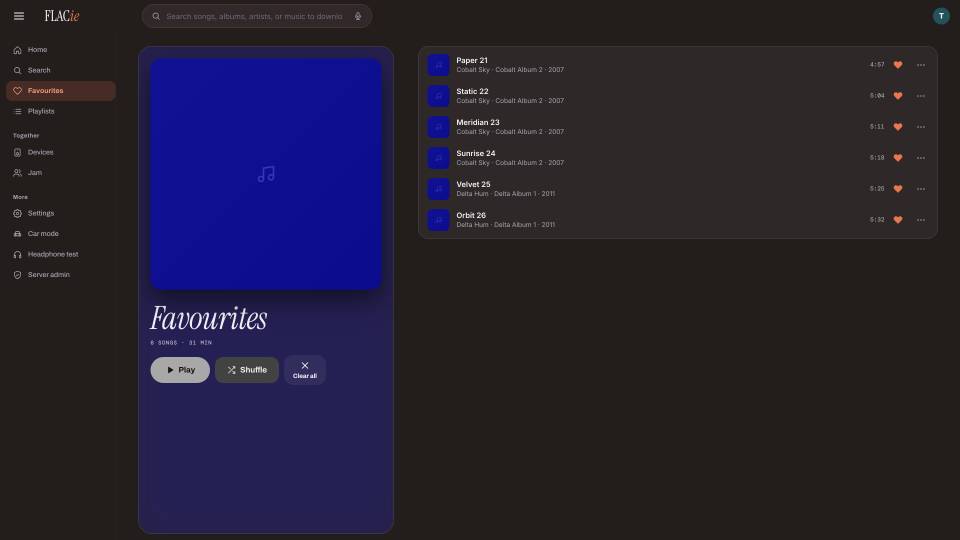 FLACie
Search songs, albums, artists, or music to downlo
T
Home
Search
Favourites
Playlists
Together
Devices
Jam
More
Settings
Car mode
Headphone test
Server admin
Favourites
6 SONGS · 31 MIN
Play
Shuffle
Clear all
Paper 21
Cobalt Sky · Cobalt Album 2 · 2007
4:57
Static 22
Cobalt Sky · Cobalt Album 2 · 2007
5:04
Meridian 23
Cobalt Sky · Cobalt Album 2 · 2007
5:11
Sunrise 24
Cobalt Sky · Cobalt Album 2 · 2007
5:18
Velvet 25
Delta Hum · Delta Album 1 · 2011
5:25
Orbit 26
Delta Hum · Delta Album 1 · 2011
5:32